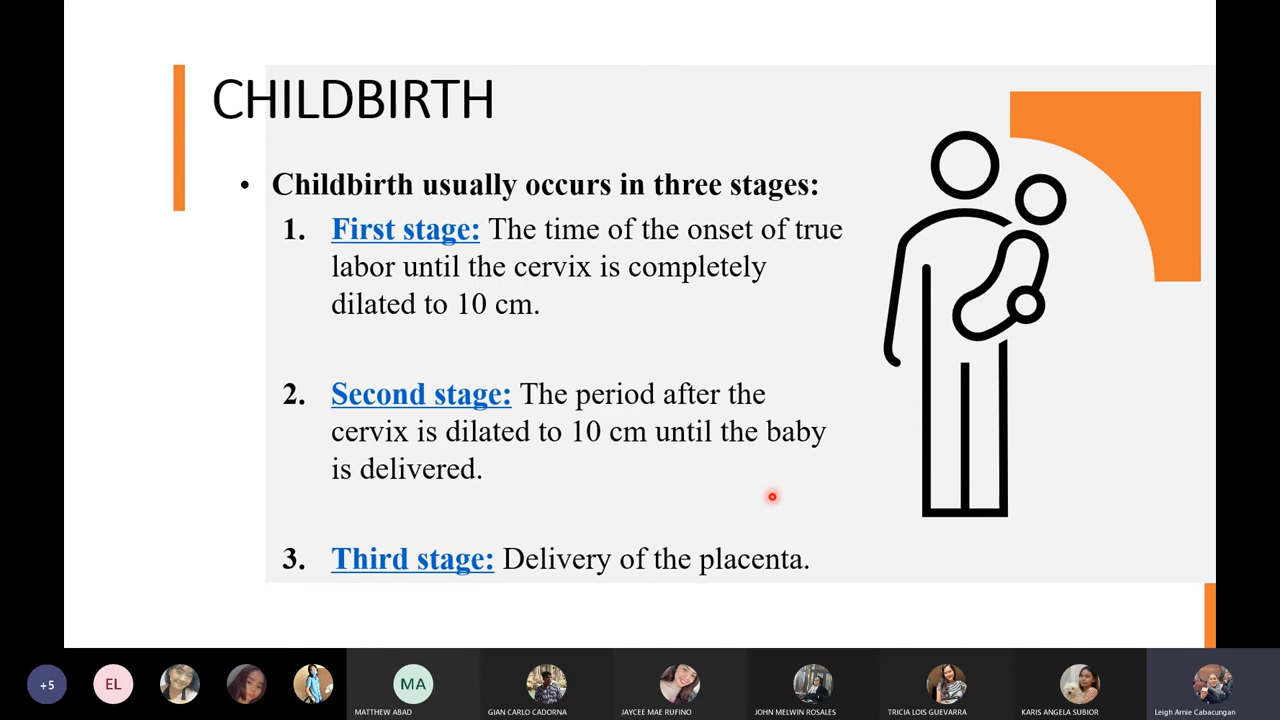 CHILDBIRTH
• Childbirth usually occurs in three stages:
1. First stage: The time of the onset of true
labor until the cervix is completely
dilated to 10 cm.
2. Second stage: The period after the
cervix is dilated to 10 cm until the baby
is delivered.
3. Third stage: Delivery of the placenta.
+5
EL
MA
MATTHEW ABAD
GIAN CARLO CADORNA
JAYCEE MAE RUFINO
JOHN MELWIN ROSALES
TRICIA LOIS GUEVARRA
KARIS ANGELA SUBIOR
Leigh Arnie Cabacungan